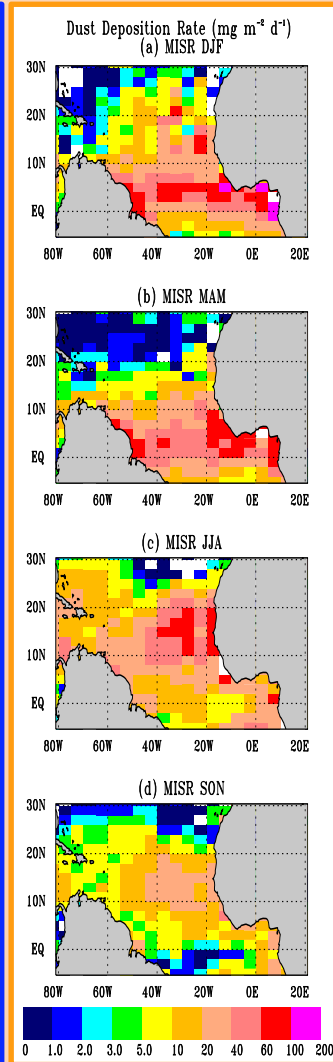 Dust Deposition Rate (mg m⁻² d⁻¹)
(a) MISR DJF
30N
20N
10N
EQ
80W 60W 40W 20W 0E 20E
(b) MISR MAM
30N
20N
10N
EQ
80W 60W 40W 20W 0E 20E
(c) MISR JJA
30N
20N
10N
EQ
80W 60W 40W 20W 0E 20E
(d) MISR SON
30N
20N
10N
EQ
80W 60W 40W 20W 0E 20E
0 1.0 2.0 3.0 5.0 10 20 40 60 100 200